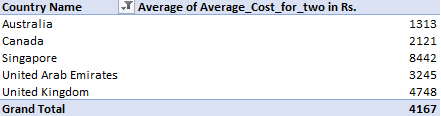 Country Name Average of Average_Cost_for_two in Rs.
Australia 1313
Canada 2121
Singapore 8442
United Arab Emirates 3245
United Kingdom 4748
Grand Total 4167